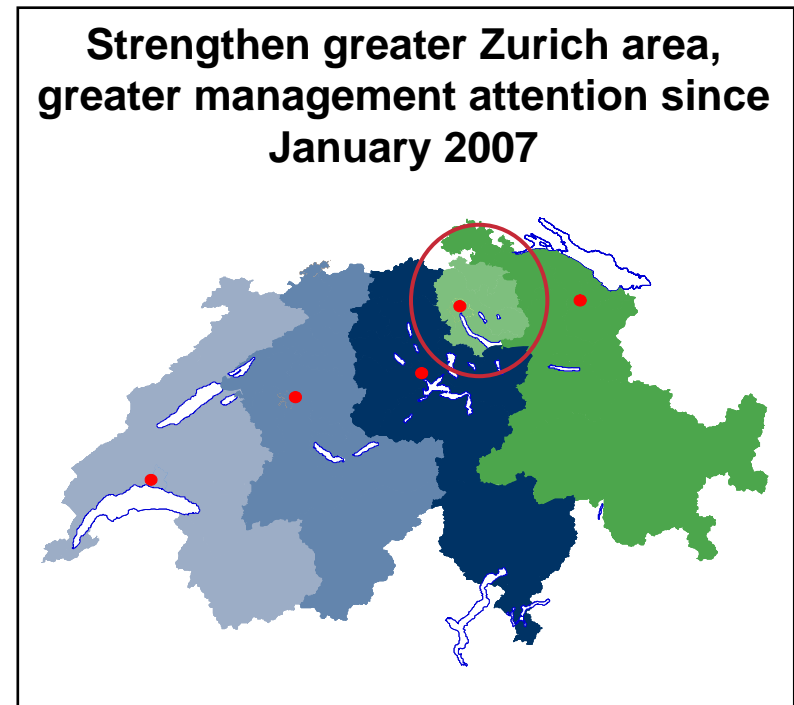 Strengthen greater Zurich area,
greater management attention since
January 2007